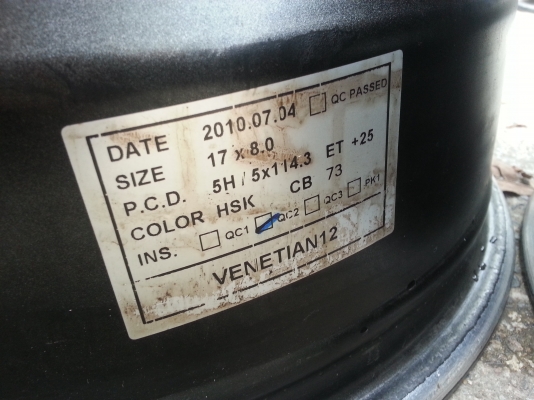 DATE 2010.07.04 QC PASSED
SIZE 17 x 8.0
P.C.D. 5H / 5x114.3 ET +25
COLOR HSK CB 73
INS. QC1 QC2 QC3 PK1
VENETIAN12